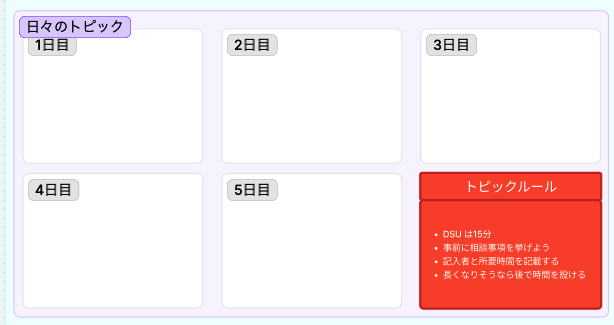 日々のトピック
1日目
2日目
3日目
4日目
5日目
トピックルール
• DSU は15分
• 事前に相談事項を挙げよう
• 記入者と所要時間を記載する
• 長くなりそうなら後で時間を設ける